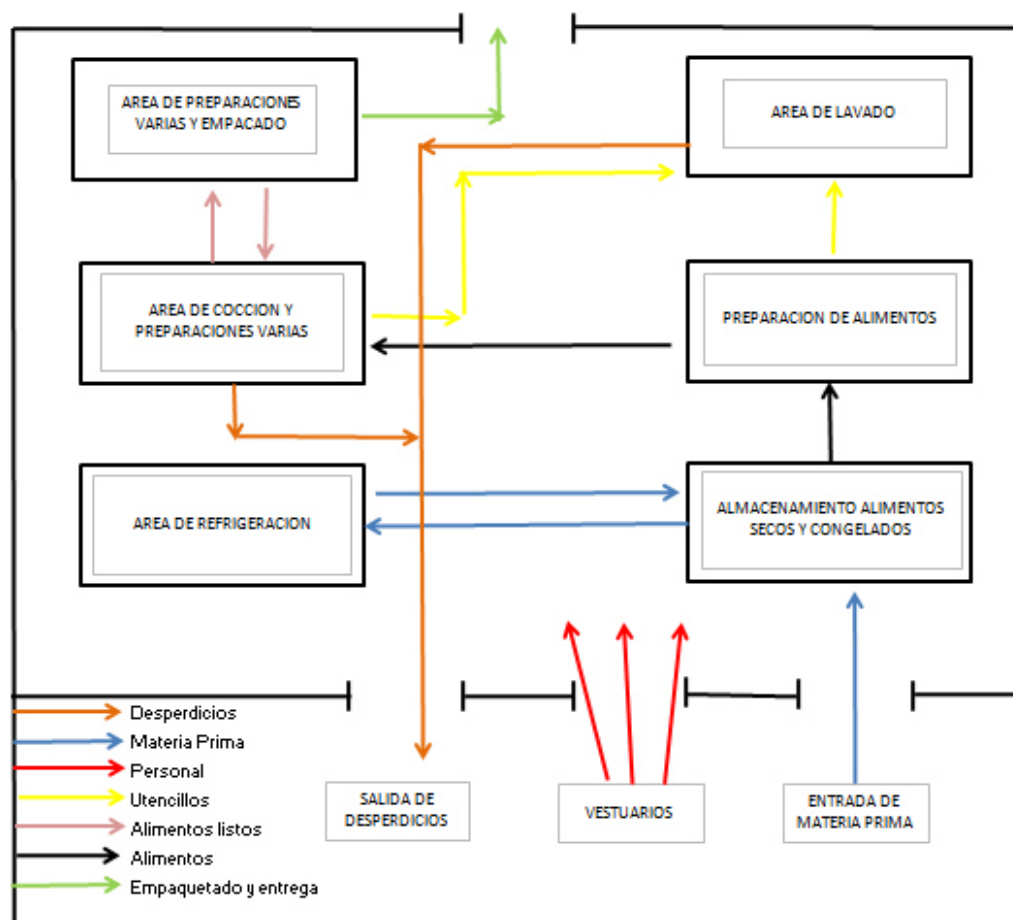 AREA DE PREPARACIONES
VARIAS Y EMPACADO
AREA DE LAVADO
AREA DE COCCION Y
PREPARACIONES VARIAS
PREPARACION DE ALIMENTOS
AREA DE REFRIGERACION
ALMACENAMIENTO ALIMENTOS
SECOS Y CONGELADOS
Desperdicios
Materia Prima
Personal
Utencillos
Alimentos listos
Alimentos
Empaquetado y entrega
SALIDA DE
DESPERDICIOS
VESTUARIOS
ENTRADA DE
MATERIA PRIMA